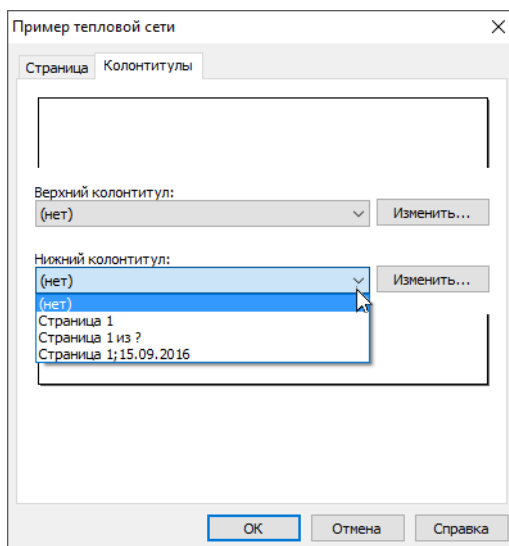 Пример тепловой сети
Страница Колонтитулы
Верхний колонтитул:
(нет) Изменить...
Нижний колонтитул:
(нет) Изменить...
(нет)
Страница 1
Страница 1 из ?
Страница 1;15.09.2016
ОК Отмена Справка